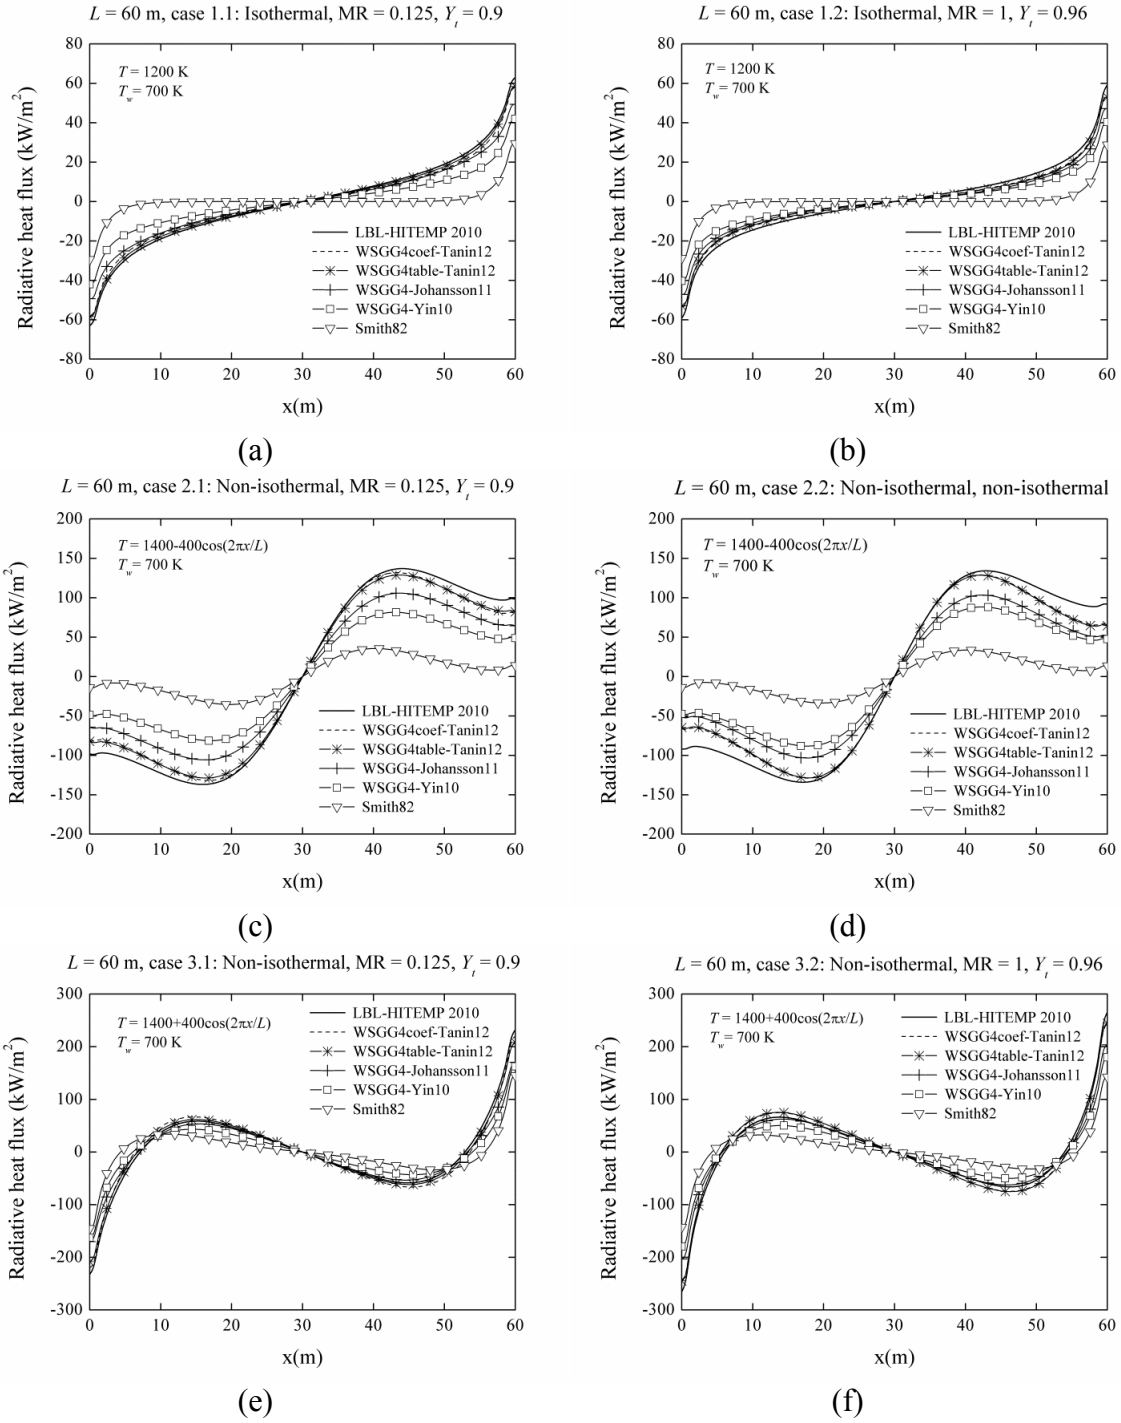 L = 60 m, case 1.1: Isothermal, MR = 0.125, Yt = 0.9
T = 1200 K
Tw = 700 K
Radiative heat flux (kW/m2)
80
60
40
20
0
-20
-40
-60
-80
LBL-HITEMP 2010
WSGG4coef-Tanin12
WSGG4table-Tanin12
WSGG4-Johansson11
WSGG4-Yin10
Smith82
0 10 20 30 40 50 60
x(m)
(a)
L = 60 m, case 1.2: Isothermal, MR = 1, Yt = 0.96
T = 1200 K
Tw = 700 K
Radiative heat flux (kW/m2)
80
60
40
20
0
-20
-40
-60
-80
LBL-HITEMP 2010
WSGG4coef-Tanin12
WSGG4table-Tanin12
WSGG4-Johansson11
WSGG4-Yin10
Smith82
0 10 20 30 40 50 60
x(m)
(b)
L = 60 m, case 2.1: Non-isothermal, MR = 0.125, Yt = 0.9
T = 1400-400cos(2πx/L)
Tw = 700 K
Radiative heat flux (kW/m2)
200
150
100
50
0
-50
-100
-150
-200
LBL-HITEMP 2010
WSGG4coef-Tanin12
WSGG4table-Tanin12
WSGG4-Johansson11
WSGG4-Yin10
Smith82
0 10 20 30 40 50 60
x(m)
(c)
L = 60 m, case 2.2: Non-isothermal, non-isothermal
T = 1400-400cos(2πx/L)
Tw = 700 K
Radiative heat flux (kW/m2)
200
150
100
50
0
-50
-100
-150
-200
LBL-HITEMP 2010
WSGG4coef-Tanin12
WSGG4table-Tanin12
WSGG4-Johansson11
WSGG4-Yin10
Smith82
0 10 20 30 40 50 60
x(m)
(d)
L = 60 m, case 3.1: Non-isothermal, MR = 0.125, Yt = 0.9
T = 1400+400cos(2πx/L)
Tw = 700 K
Radiative heat flux (kW/m2)
300
200
100
0
-100
-200
-300
LBL-HITEMP 2010
WSGG4coef-Tanin12
WSGG4table-Tanin12
WSGG4-Johansson11
WSGG4-Yin10
Smith82
0 10 20 30 40 50 60
x(m)
(e)
L = 60 m, case 3.2: Non-isothermal, MR = 1, Yt = 0.96
T = 1400+400cos(2πx/L)
Tw = 700 K
Radiative heat flux (kW/m2)
300
200
100
0
-100
-200
-300
LBL-HITEMP 2010
WSGG4coef-Tanin12
WSGG4table-Tanin12
WSGG4-Johansson11
WSGG4-Yin10
Smith82
0 10 20 30 40 50 60
x(m)
(f)